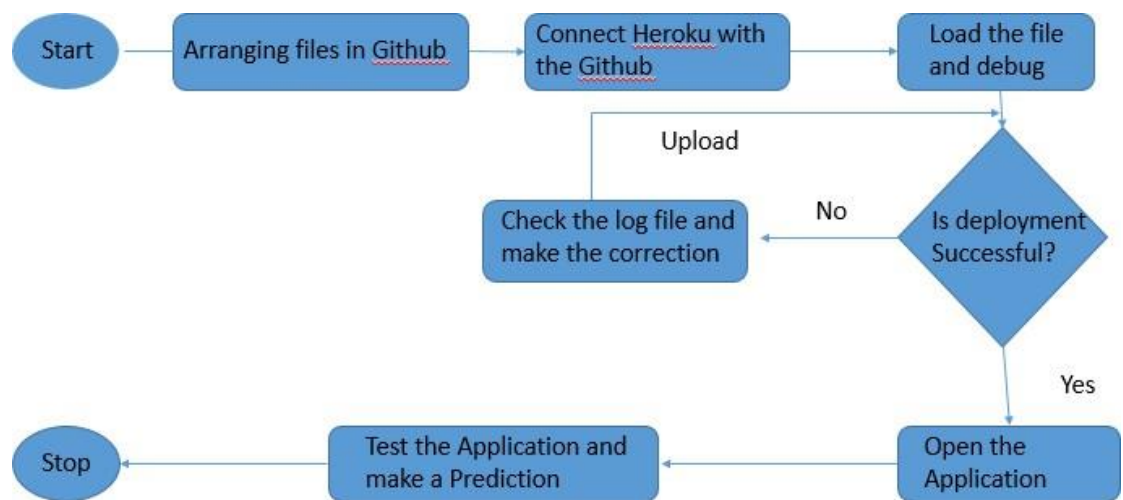 Start
Arranging files in Github
Connect Heroku with
the Github
Load the file
and debug
Upload
Check the log file and
make the correction
No
Is deployment
Successful?
Yes
Stop
Test the Application and
make a Prediction
Open the
Application